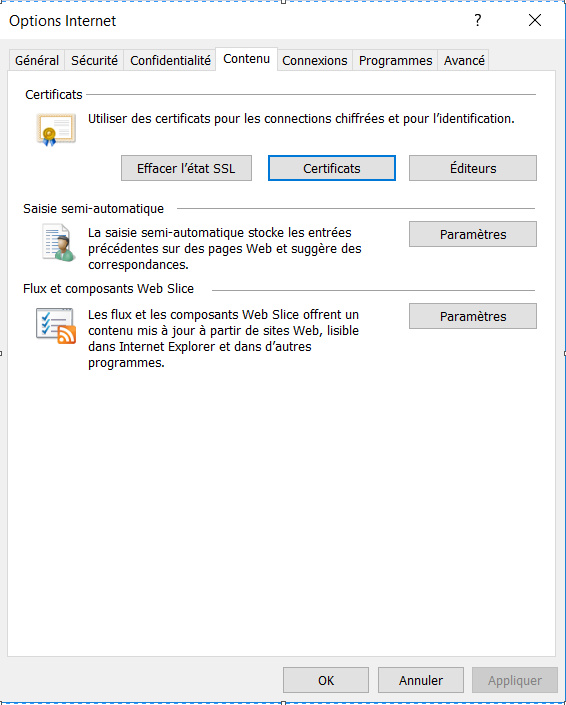 Options Internet
?
Général Sécurité Confidentialité Contenu Connexions Programmes Avancé
Certificats
Utiliser des certificats pour les connections chiffrées et pour l’identification.
Effacer l’état SSL Certificats Éditeurs
Saisie semi-automatique
La saisie semi-automatique stocke les entrées
précédentes sur des pages Web et suggère des
correspondances.
Paramètres
Flux et composants Web Slice
Les flux et les composants Web Slice offrent un
contenu mis à jour à partir de sites Web, lisible
dans Internet Explorer et dans d’autres
programmes.
Paramètres
OK Annuler Appliquer